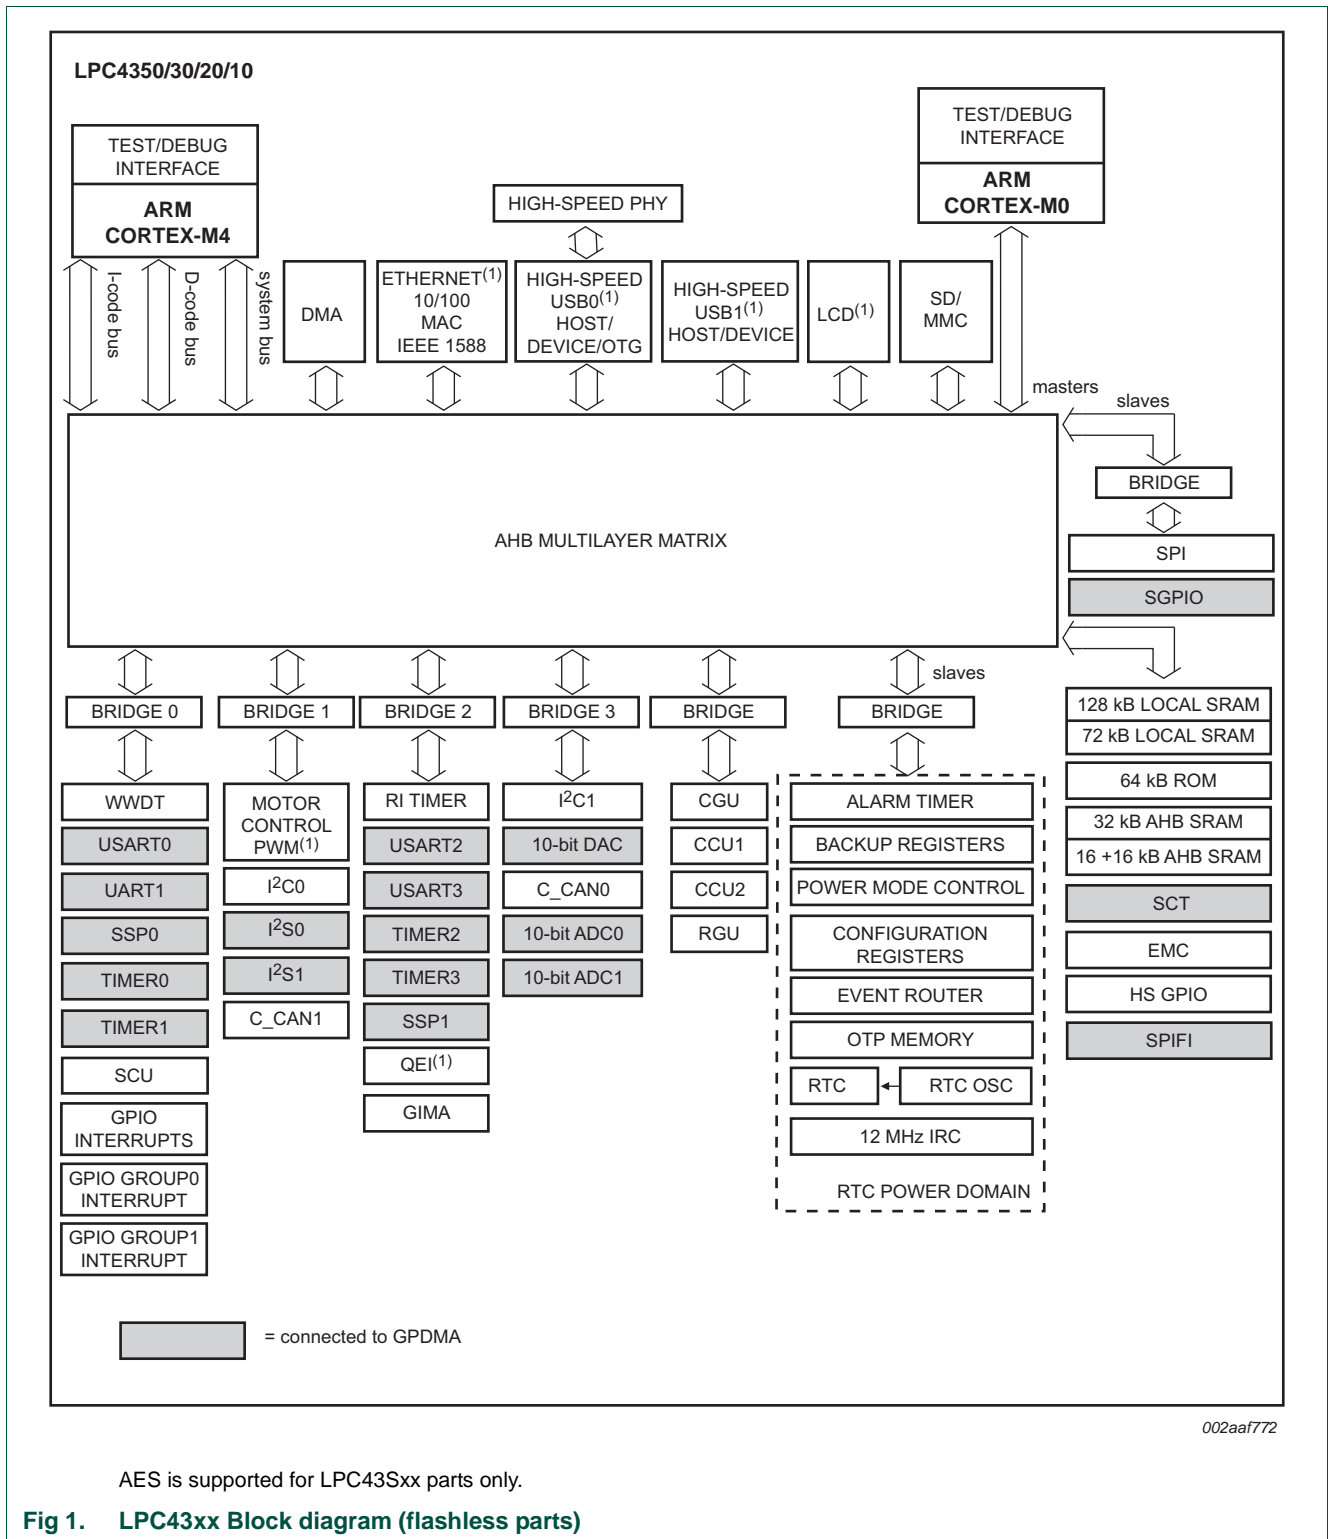 LPC4350/30/20/10
TEST/DEBUG
INTERFACE
ARM
CORTEX-M4
TEST/DEBUG
INTERFACE
ARM
CORTEX-M0
HIGH-SPEED PHY
I-code bus
D-code bus
system bus
DMA
ETHERNET(1)
10/100
MAC
IEEE 1588
HIGH-SPEED
USB0(1)
HOST/
DEVICE/OTG
HIGH-SPEED
USB1(1)
HOST/DEVICE
LCD(1)
SD/
MMC
masters
slaves
BRIDGE
SPI
SGPIO
AHB MULTILAYER MATRIX
slaves
BRIDGE 0
BRIDGE 1
BRIDGE 2
BRIDGE 3
BRIDGE
BRIDGE
WWDT
USART0
UART1
SSP0
TIMER0
TIMER1
SCU
GPIO
INTERRUPTS
GPIO GROUP0
INTERRUPT
GPIO GROUP1
INTERRUPT
MOTOR
CONTROL
PWM(1)
I2C0
I2S0
I2S1
C_CAN1
RI TIMER
USART2
USART3
TIMER2
TIMER3
SSP1
QEI(1)
GIMA
I2C1
10-bit DAC
C_CAN0
10-bit ADC0
10-bit ADC1
CGU
CCU1
CCU2
RGU
ALARM TIMER
BACKUP REGISTERS
POWER MODE CONTROL
CONFIGURATION
REGISTERS
EVENT ROUTER
OTP MEMORY
RTC
RTC OSC
12 MHz IRC
RTC POWER DOMAIN
128 kB LOCAL SRAM
72 kB LOCAL SRAM
64 kB ROM
32 kB AHB SRAM
16 +16 kB AHB SRAM
SCT
EMC
HS GPIO
SPIFI
= connected to GPDMA
002aaf772
AES is supported for LPC43Sxx parts only.
Fig 1. LPC43xx Block diagram (flashless parts)